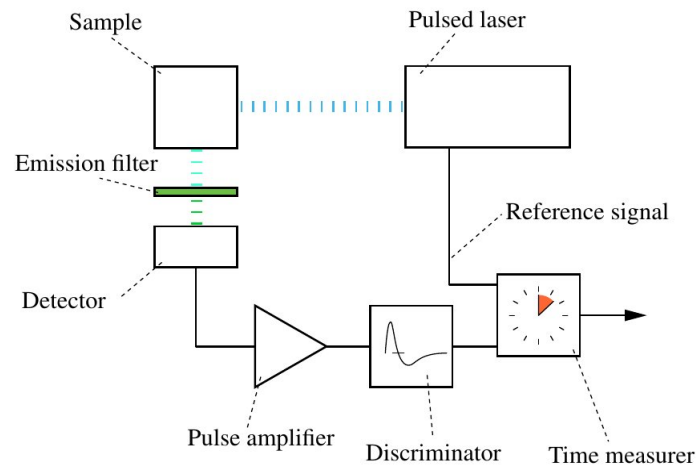 Sample
Pulsed laser
Emission filter
Reference signal
Detector
Pulse amplifier
Discriminator
Time measurer